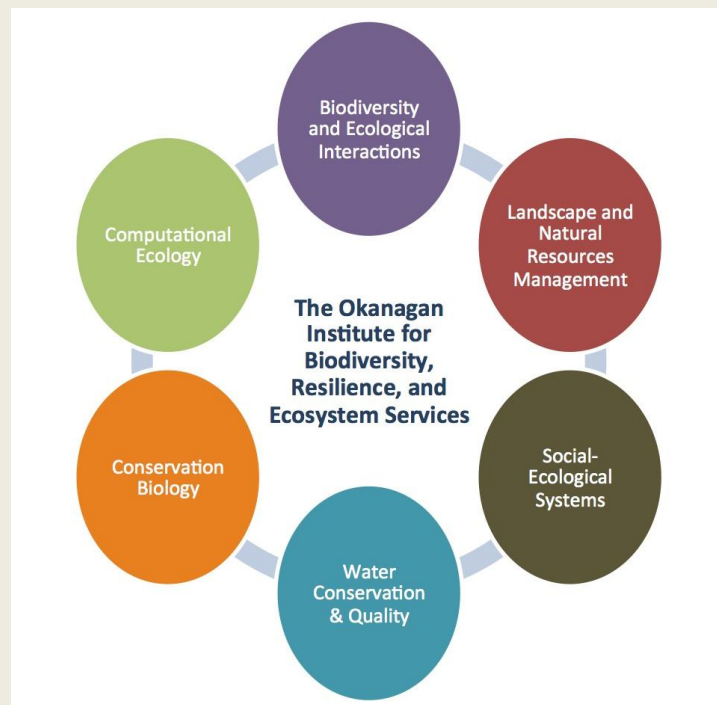 Biodiversity
and Ecological
Interactions
Landscape and
Natural
Resources
Management
Computational
Ecology
The Okanagan
Institute for
Biodiversity,
Resilience, and
Ecosystem Services
Social-
Ecological
Systems
Conservation
Biology
Water
Conservation
& Quality